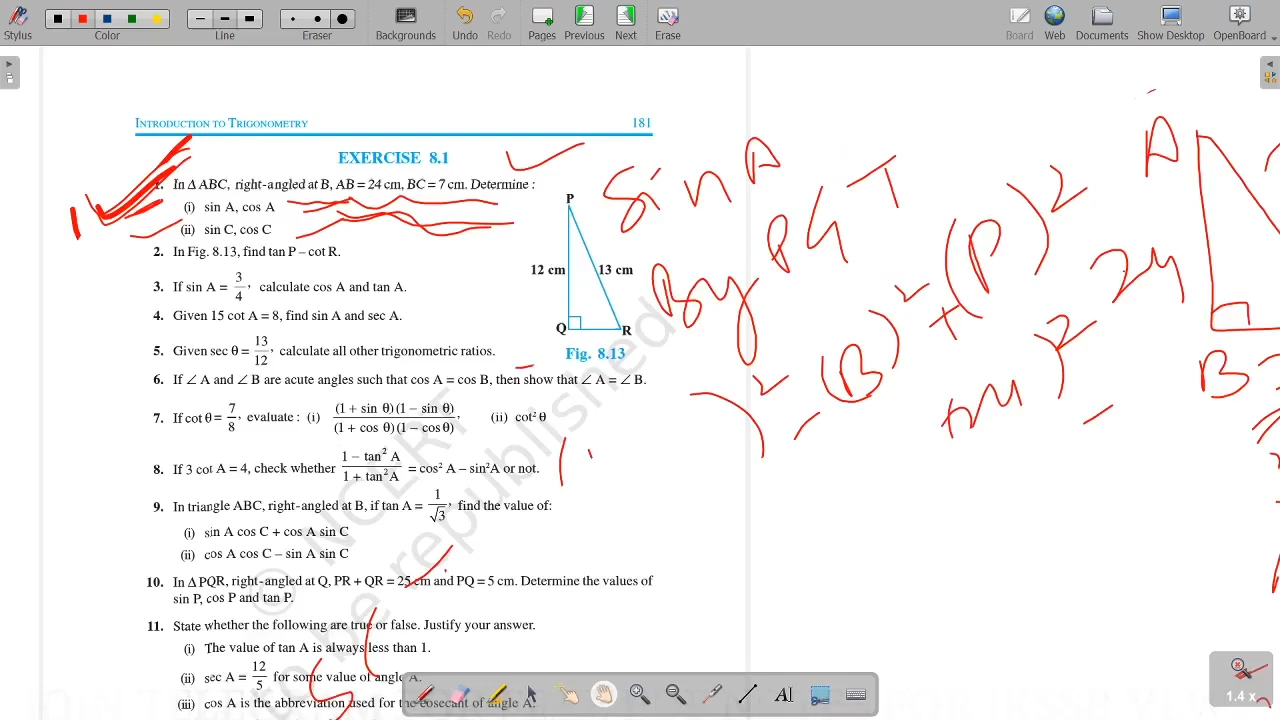 Stylus Color Line Eraser Backgrounds Undo Redo Pages Previous Next Erase Board Web Documents Show Desktop OpenBoard
INTRODUCTION TO TRIGONOMETRY 181
EXERCISE 8.1
1. In Δ ABC, right-angled at B, AB = 24 cm, BC = 7 cm. Determine :
(i) sin A, cos A
(ii) sin C, cos C
2. In Fig. 8.13, find tan P – cot R.
3. If sin A = 3/4, calculate cos A and tan A.
4. Given 15 cot A = 8, find sin A and sec A.
5. Given sec θ = 13/12, calculate all other trigonometric ratios.
6. If ∠ A and ∠ B are acute angles such that cos A = cos B, then show that ∠ A = ∠ B.
7. If cot θ = 7/8, evaluate : (i) (1 + sin θ)(1 – sin θ)/(1 + cos θ)(1 – cos θ), (ii) cot² θ
8. If 3 cot A = 4, check whether (1 – tan² A)/(1 + tan² A) = cos² A – sin² A or not.
9. In triangle ABC, right-angled at B, if tan A = 1/√3, find the value of:
(i) sin A cos C + cos A sin C
(ii) cos A cos C – sin A sin C
10. In Δ PQR, right-angled at Q, PR + QR = 25 cm and PQ = 5 cm. Determine the values of
sin P, cos P and tan P.
11. State whether the following are true or false. Justify your answer.
(i) The value of tan A is always less than 1.
(ii) sec A = 12/5 for some value of angle A.
(iii) cos A is the abbreviation used for the cosecant of angle A.
P
12 cm 13 cm
Q R
Fig. 8.13
© NCERT
to be republished
sin A
By PGT
)² = (B)² + (P)²
)²
A
24
B
1.4 x